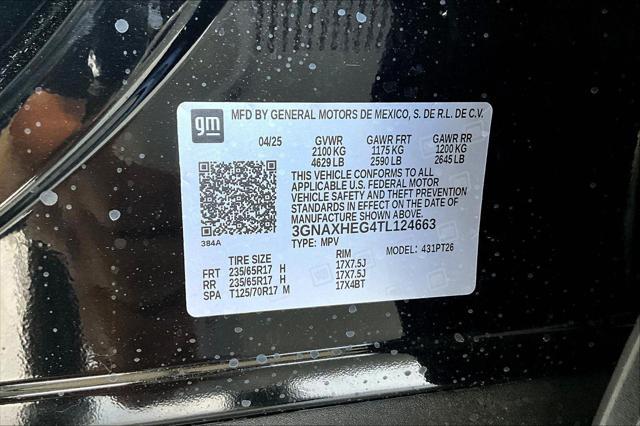 gm
MFD BY GENERAL MOTORS DE MEXICO, S. DE R.L. DE C.V.
04/25 GVWR GAWR FRT GAWR RR
2100 KG 1175 KG 1200 KG
4629 LB 2590 LB 2645 LB
THIS VEHICLE CONFORMS TO ALL
APPLICABLE U.S. FEDERAL MOTOR
VEHICLE SAFETY AND THEFT PREVENTION
STANDARDS IN EFFECT ON THE DATE OF
MANUFACTURE SHOWN ABOVE.
3GNAXHEG4TL124663
384A
TYPE: MPV MODEL: 431PT26
TIRE SIZE RIM
FRT 235/65R17 H 17X7.5J
RR 235/65R17 H 17X7.5J
SPA T125/70R17 M 17X4BT